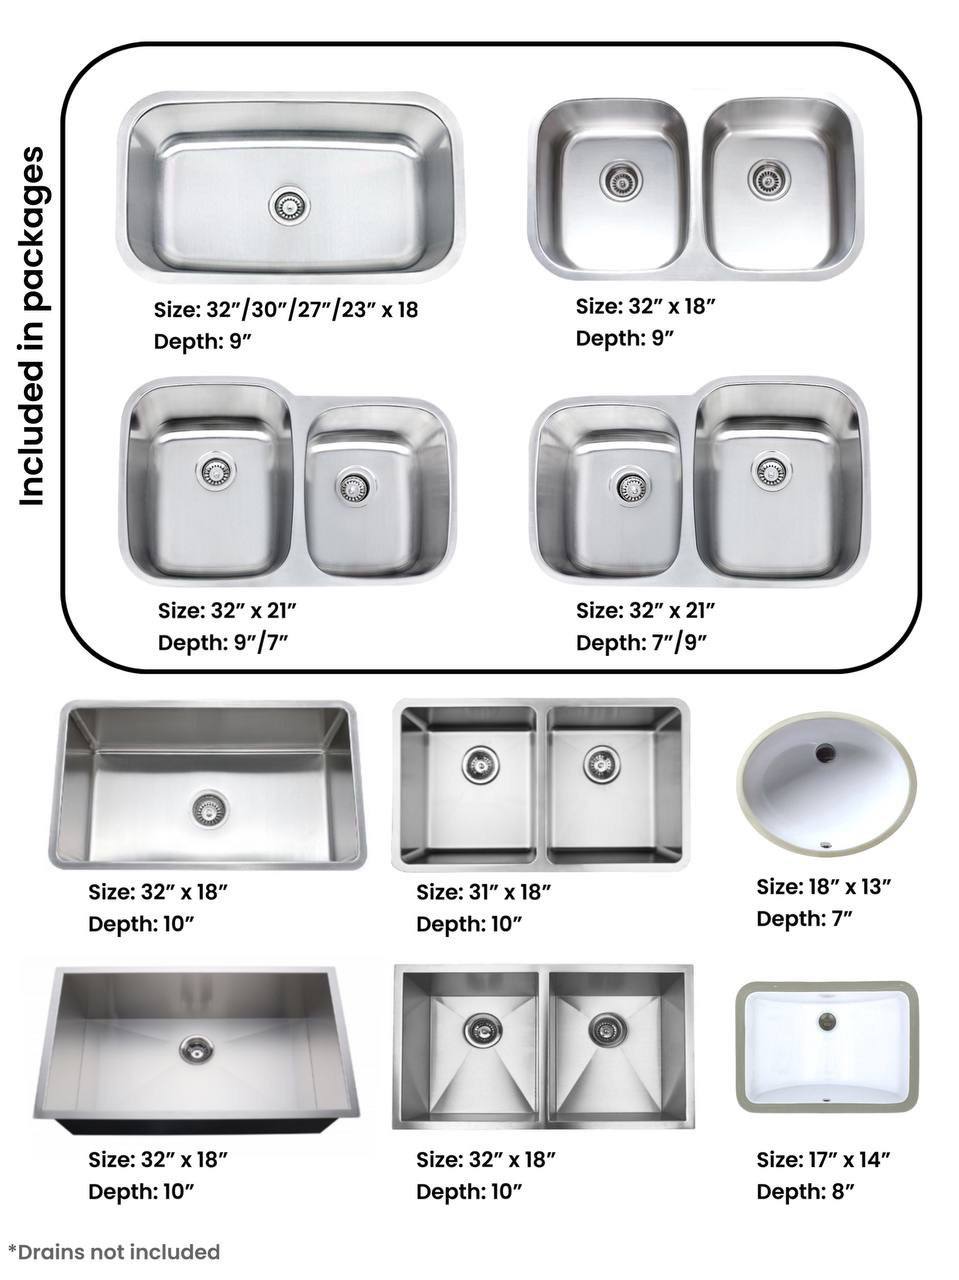 Included in packages
Size: 32”/30”/27”/23” x 18
Depth: 9”
Size: 32” x 18”
Depth: 9”
Size: 32” x 21”
Depth: 9”/7”
Size: 32” x 21”
Depth: 7”/9”
Size: 32” x 18”
Depth: 10”
Size: 31” x 18”
Depth: 10”
Size: 18” x 13”
Depth: 7”
Size: 32” x 18”
Depth: 10”
Size: 32” x 18”
Depth: 10”
Size: 17” x 14”
Depth: 8”
*Drains not included